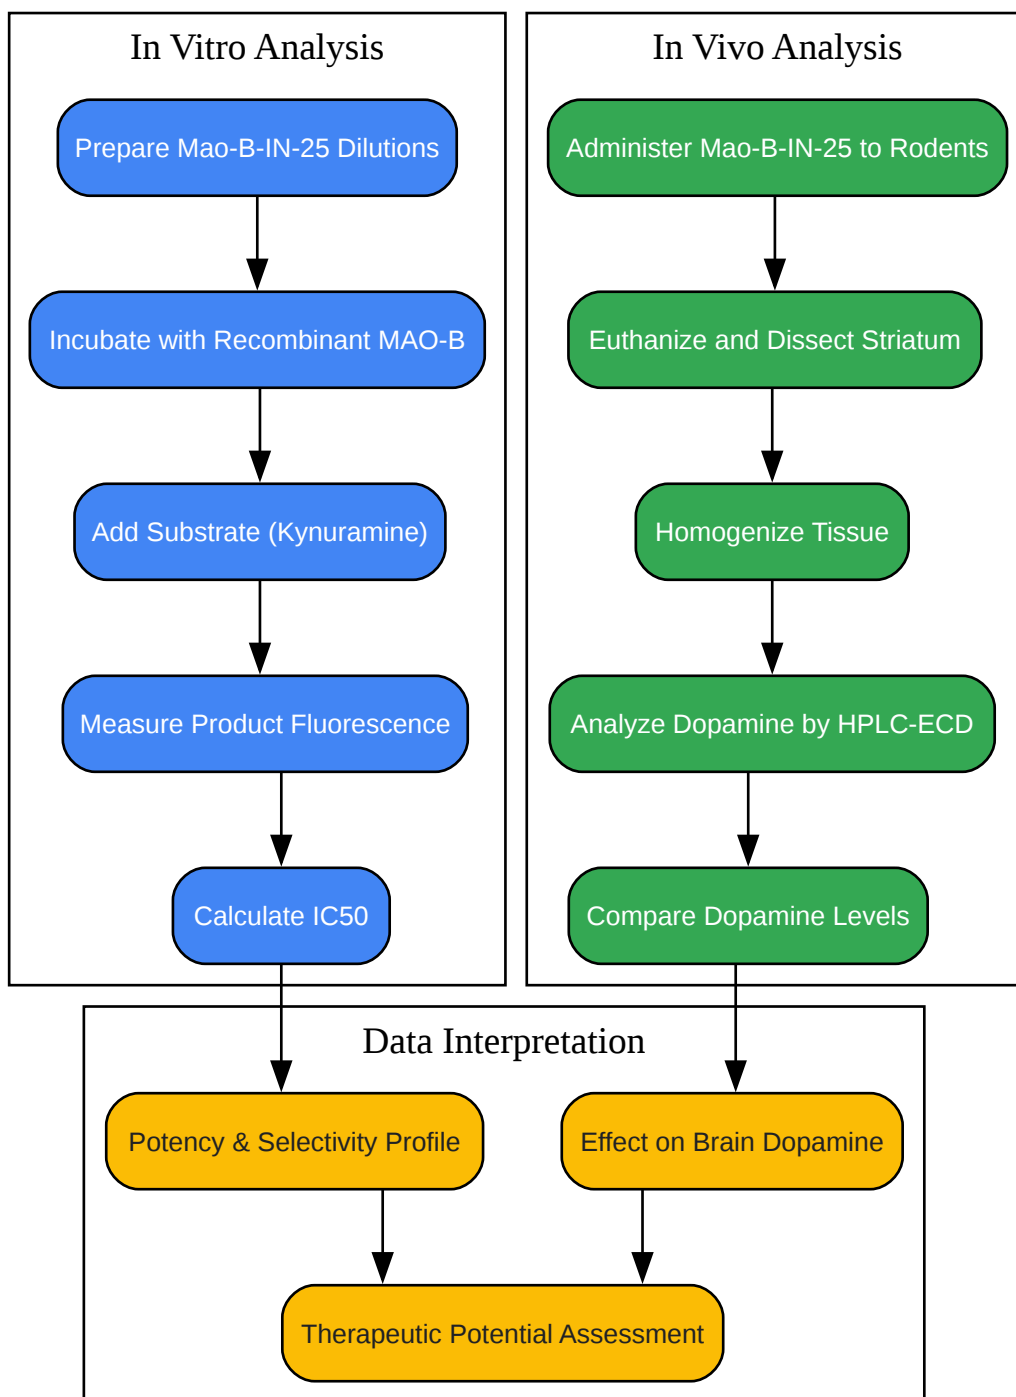 In Vitro Analysis
Prepare Mao-B-IN-25 Dilutions
Incubate with Recombinant MAO-B
Add Substrate (Kynuramine)
Measure Product Fluorescence
Calculate IC50
In Vivo Analysis
Administer Mao-B-IN-25 to Rodents
Euthanize and Dissect Striatum
Homogenize Tissue
Analyze Dopamine by HPLC-ECD
Compare Dopamine Levels
Data Interpretation
Potency & Selectivity Profile
Effect on Brain Dopamine
Therapeutic Potential Assessment